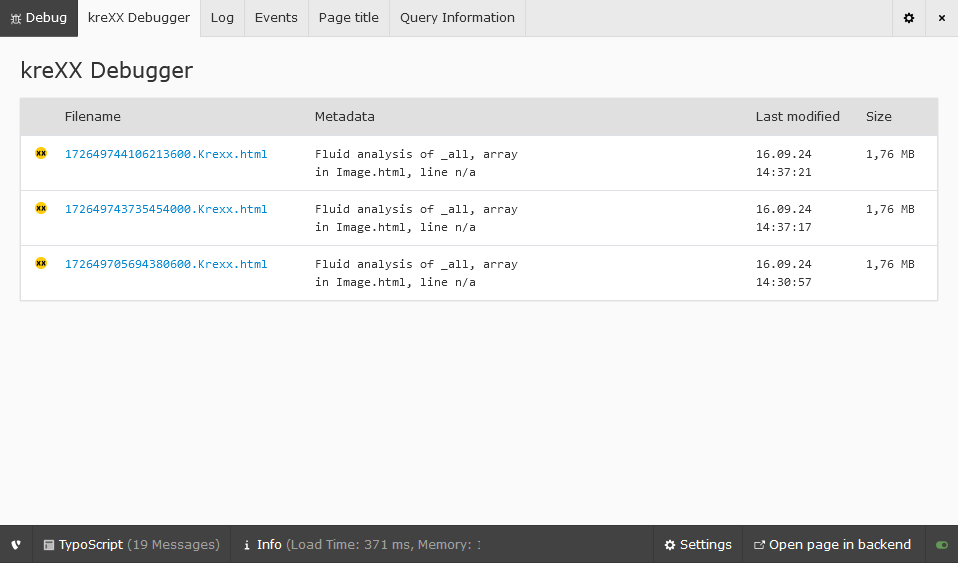 Debug kreXX Debugger Log Events Page title Query Information
kreXX Debugger
Filename Metadata Last modified Size
XX 172649744106213600.Krexx.html Fluid analysis of _all, array 16.09.24 1,76 MB
in Image.html, line n/a 14:37:21
XX 172649743735454000.Krexx.html Fluid analysis of _all, array 16.09.24 1,76 MB
in Image.html, line n/a 14:37:17
XX 172649705694380600.Krexx.html Fluid analysis of _all, array 16.09.24 1,76 MB
in Image.html, line n/a 14:30:57
TypoScript (19 Messages) Info (Load Time: 371 ms, Memory: Settings Open page in backend